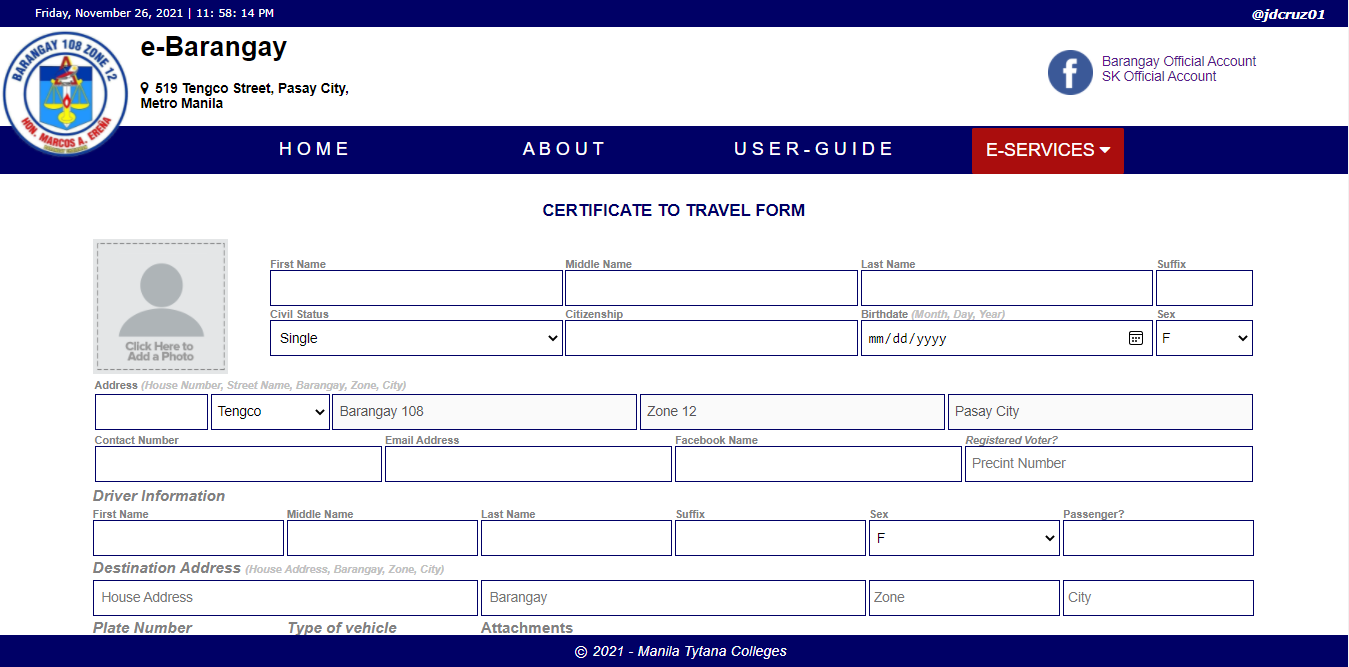 Friday, November 26, 2021 | 11: 58: 14 PM
@jdcruz01
BARANGAY 108 ZONE 12
HON. MARCOS A. EREÑA
e-Barangay
519 Tengco Street, Pasay City,
Metro Manila
f
Barangay Official Account
SK Official Account
HOME ABOUT USER-GUIDE E-SERVICES
CERTIFICATE TO TRAVEL FORM
Click Here to
Add a Photo
First Name Middle Name Last Name Suffix
Civil Status Citizenship Birthdate (Month, Day, Year) Sex
Single mm/dd/yyyy F
Address (House Number, Street Name, Barangay, Zone, City)
Tengco Barangay 108 Zone 12 Pasay City
Contact Number Email Address Facebook Name Registered Voter?
Precint Number
Driver Information
First Name Middle Name Last Name Suffix Sex Passenger?
F
Destination Address (House Address, Barangay, Zone, City)
House Address Barangay Zone City
Plate Number Type of vehicle Attachments
© 2021 - Manila Tytana Colleges